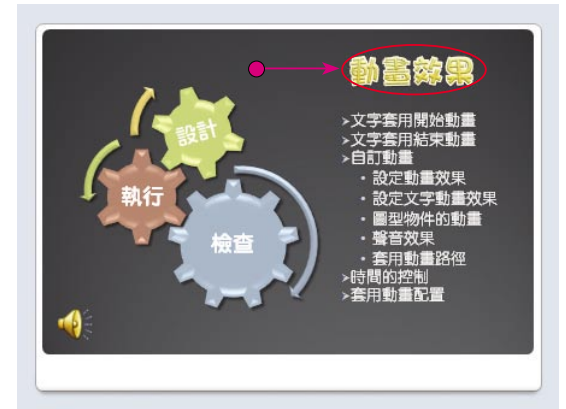 動畫效果
設計
執行
檢查
➢文字套用開始動畫
➢文字套用結束動畫
➢自訂動畫
・設定動畫效果
・設定文字動畫效果
・圖型物件的動畫
・聲音效果
・套用動畫路徑
➢時間的控制
➢套用動畫配置